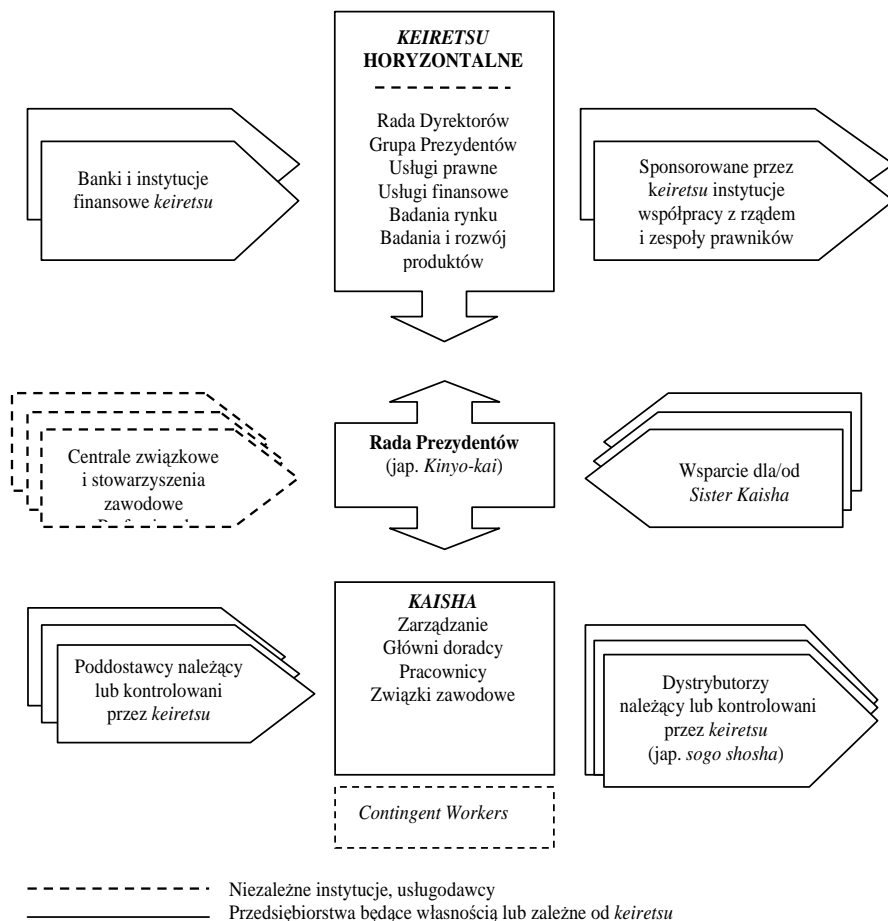 KEIRETSU
HORYZONTALNE
Rada Dyrektorów
Grupa Prezydentów
Usługi prawne
Usługi finansowe
Badania rynku
Badania i rozwój
produktów
Banki i instytucje
finansowe keiretsu
Sponsorowane przez
keiretsu instytucje
współpracy z rządem
i zespoły prawników
Centrale związkowe
i stowarzyszenia
zawodowe
Rada Prezydentów
(jap. Kinyo-kai)
Wsparcie dla/od
Sister Kaisha
Poddostawcy należący
lub kontrolowani
przez keiretsu
KAISHA
Zarządzanie
Główni doradcy
Pracownicy
Związki zawodowe
Dystrybutorzy
należący lub kontrolowani
przez keiretsu
(jap. sogo shosha)
Contingent Workers
Niezależne instytucje, usługodawcy
Przedsiębiorstwa będące własnością lub zależne od keiretsu